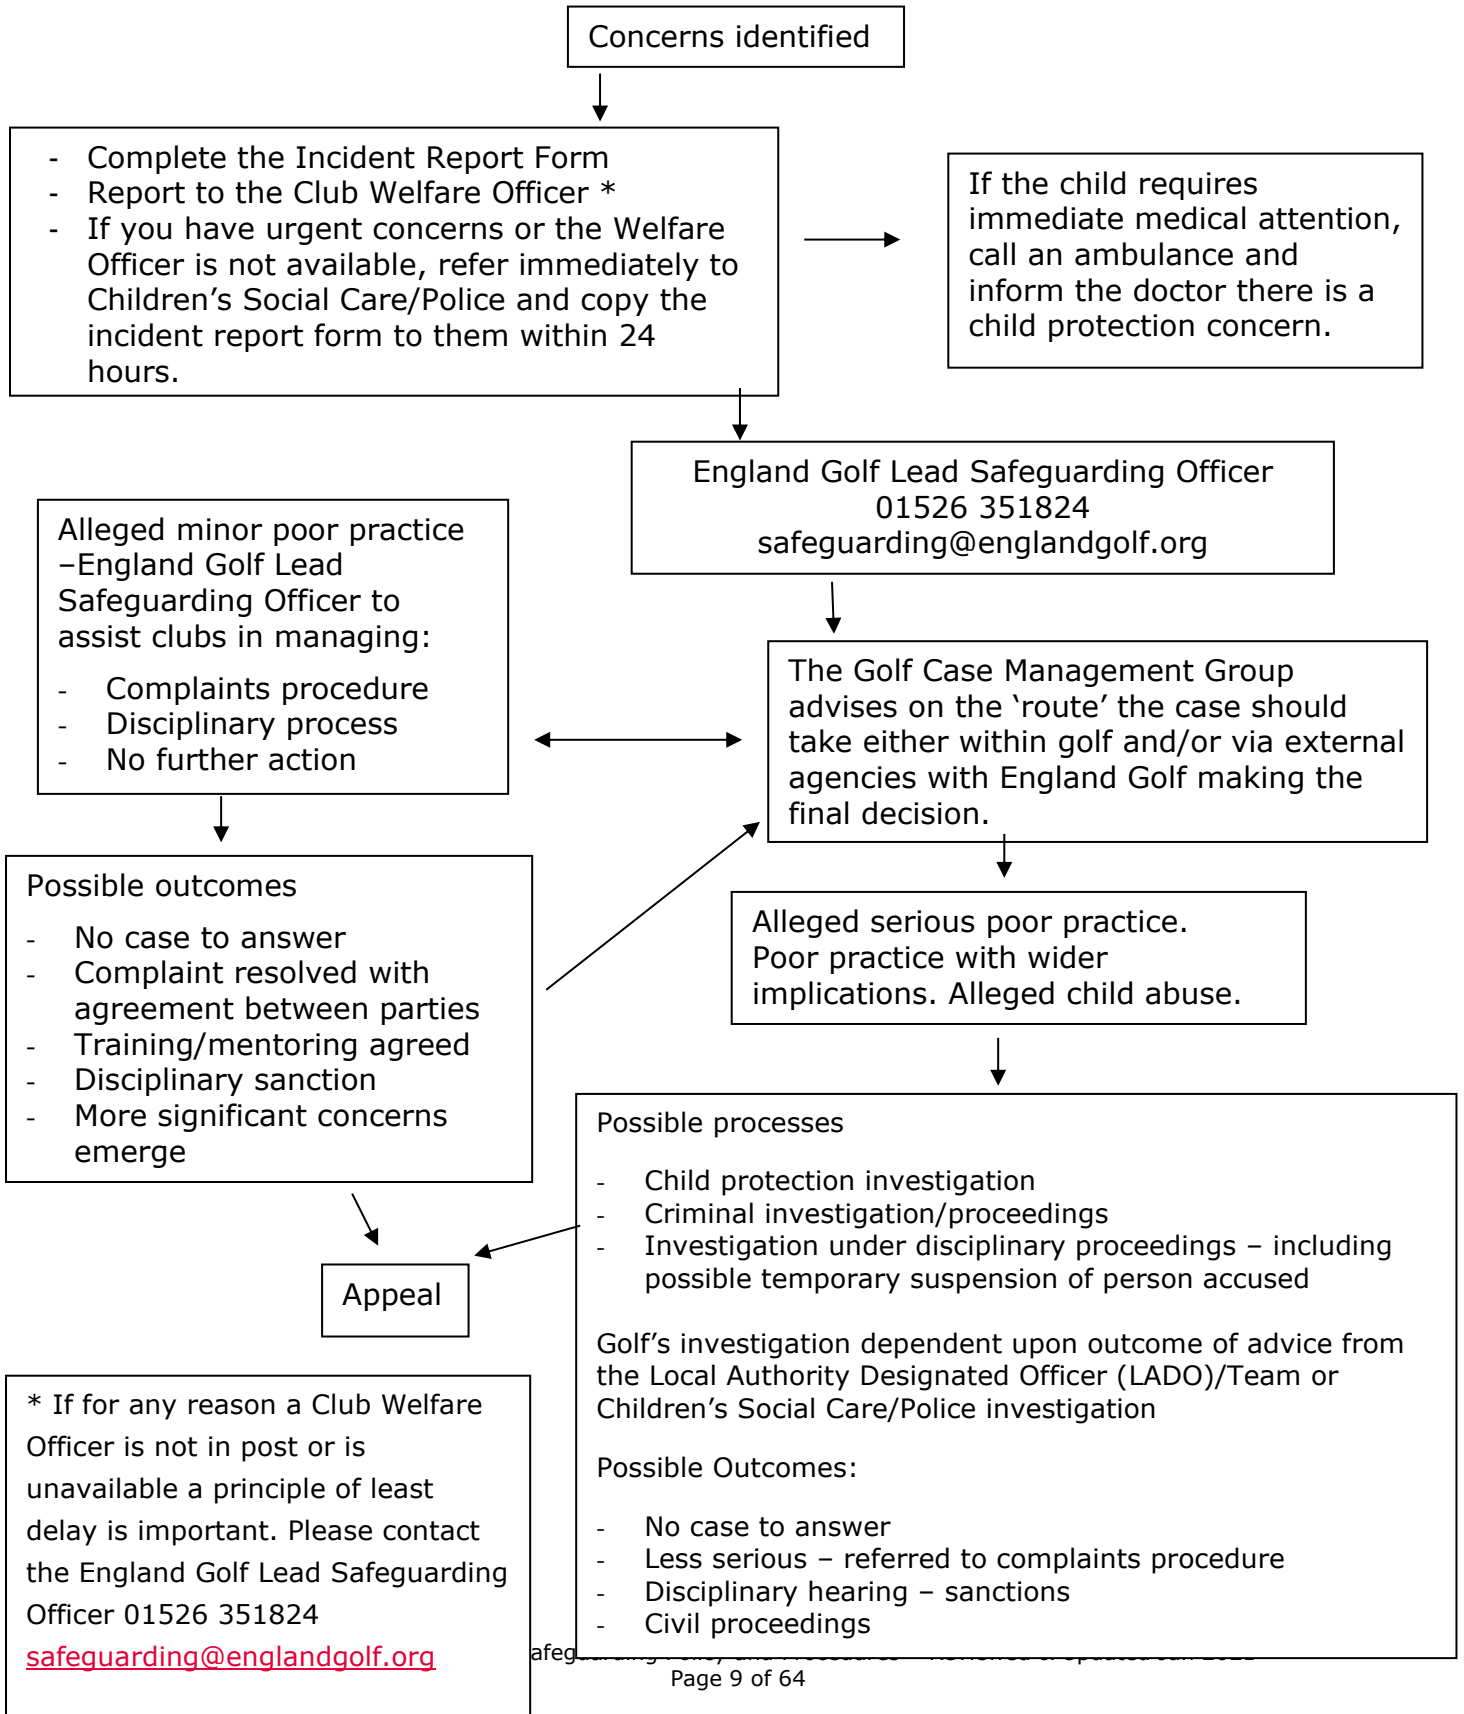 Concerns identified
- Complete the Incident Report Form
- Report to the Club Welfare Officer *
- If you have urgent concerns or the Welfare
Officer is not available, refer immediately to
Children’s Social Care/Police and copy the
incident report form to them within 24
hours.
If the child requires
immediate medical attention,
call an ambulance and
inform the doctor there is a
child protection concern.
England Golf Lead Safeguarding Officer
01526 351824
safeguarding@englandgolf.org
Alleged minor poor practice
–England Golf Lead
Safeguarding Officer to
assist clubs in managing:
- Complaints procedure
- Disciplinary process
- No further action
The Golf Case Management Group
advises on the ‘route’ the case should
take either within golf and/or via external
agencies with England Golf making the
final decision.
Possible outcomes
- No case to answer
- Complaint resolved with
agreement between parties
- Training/mentoring agreed
- Disciplinary sanction
- More significant concerns
emerge
Alleged serious poor practice.
Poor practice with wider
implications. Alleged child abuse.
Possible processes
- Child protection investigation
- Criminal investigation/proceedings
- Investigation under disciplinary proceedings – including
possible temporary suspension of person accused
Golf’s investigation dependent upon outcome of advice from
the Local Authority Designated Officer (LADO)/Team or
Children’s Social Care/Police investigation
Possible Outcomes:
- No case to answer
- Less serious – referred to complaints procedure
- Disciplinary hearing – sanctions
- Civil proceedings
Appeal
* If for any reason a Club Welfare
Officer is not in post or is
unavailable a principle of least
delay is important. Please contact
the England Golf Lead Safeguarding
Officer 01526 351824
safeguarding@englandgolf.org
Page 9 of 64